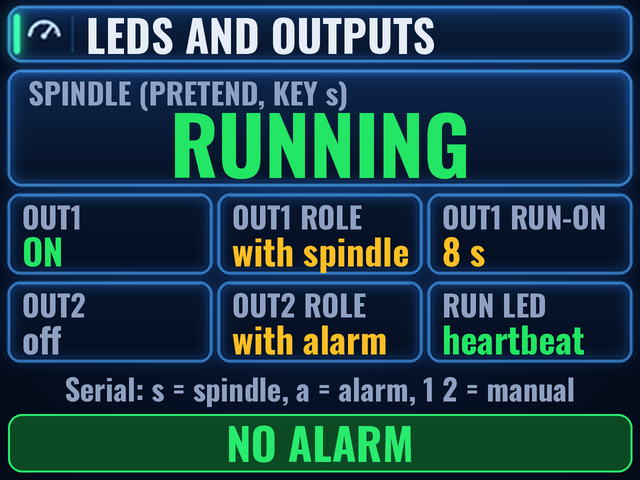 LEDS AND OUTPUTS
SPINDLE (PRETEND, KEY s)
RUNNING
OUT1
ON
OUT1 ROLE
with spindle
OUT1 RUN-ON
8 s
OUT2
off
OUT2 ROLE
with alarm
RUN LED
heartbeat
Serial: s = spindle, a = alarm, 1 2 = manual
NO ALARM